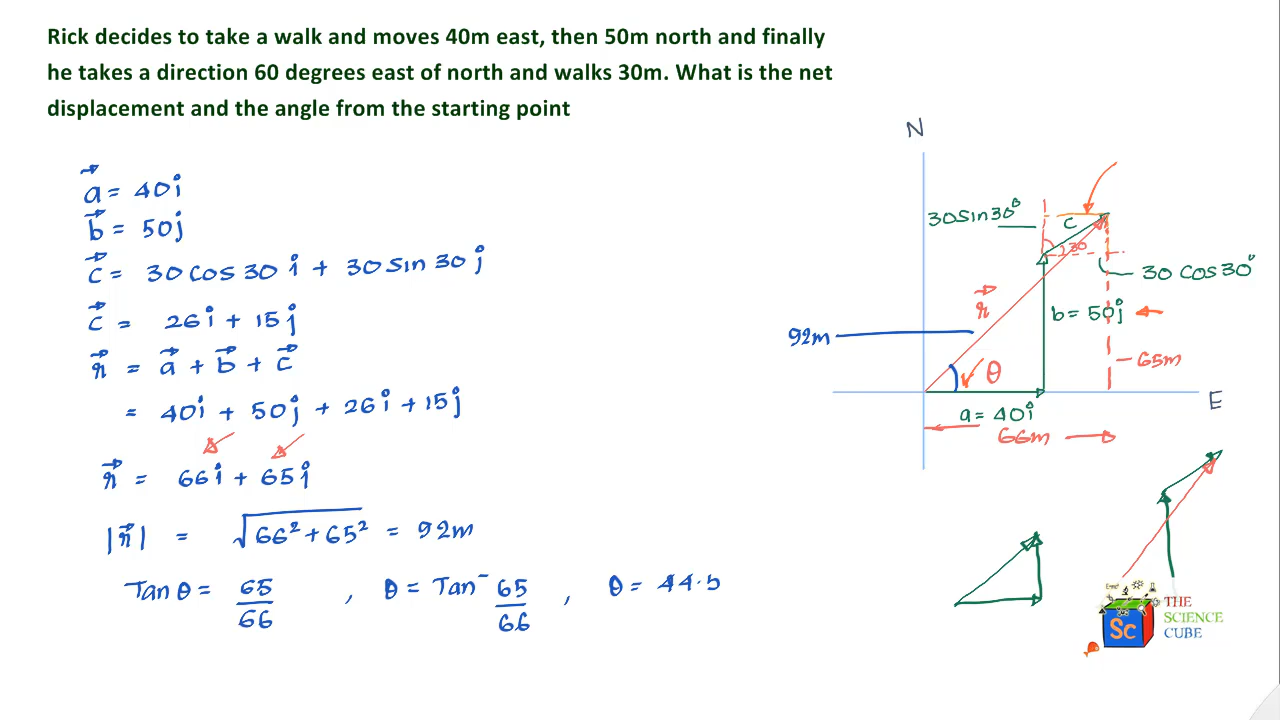 Rick decides to take a walk and moves 40m east, then 50m north and finally
he takes a direction 60 degrees east of north and walks 30m. What is the net
displacement and the angle from the starting point
a⃗ = 40i
b⃗ = 50j
c⃗ = 30 cos 30 i + 30 sin 30 j
c⃗ = 26i + 15j
r⃗ = a⃗ + b⃗ + c⃗
= 40i + 50j + 26i + 15j
r⃗ = 66i + 65j
|r⃗| = √66² + 65² = 92m
Tan θ = 65/66 , θ = Tan⁻ 65/66 , θ = 44.5
N
30 sin 30°
c
30
30 cos 30°
r⃗
b = 50j
92m
65m
θ
E
a = 40i
66m
Sc
THE
SCIENCE
CUBE